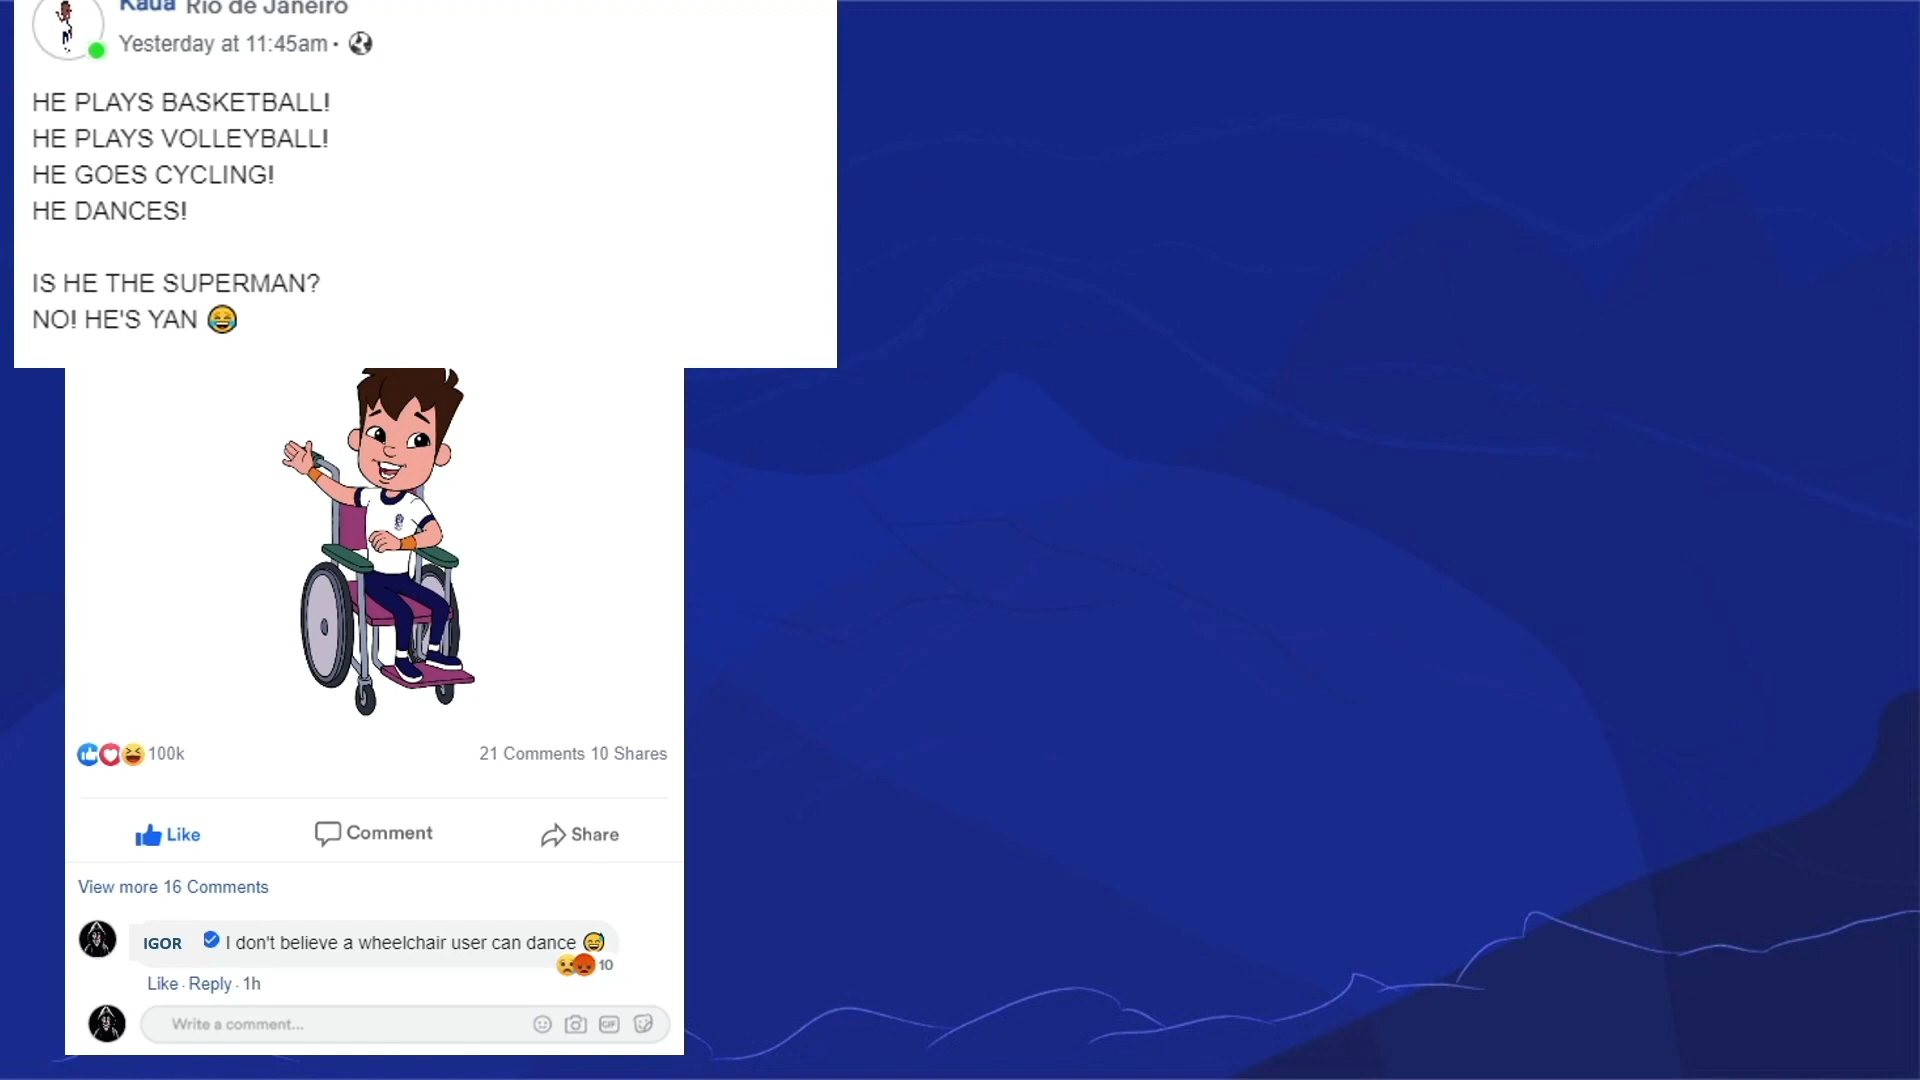 Kauã Rio de Janeiro
Yesterday at 11:45am ·
HE PLAYS BASKETBALL!
HE PLAYS VOLLEYBALL!
HE GOES CYCLING!
HE DANCES!
IS HE THE SUPERMAN?
NO! HE'S YAN 😂
100k
21 Comments 10 Shares
Like Comment Share
View more 16 Comments
IGOR I don't believe a wheelchair user can dance 😅
10
Like · Reply · 1h
Write a comment...
GIF